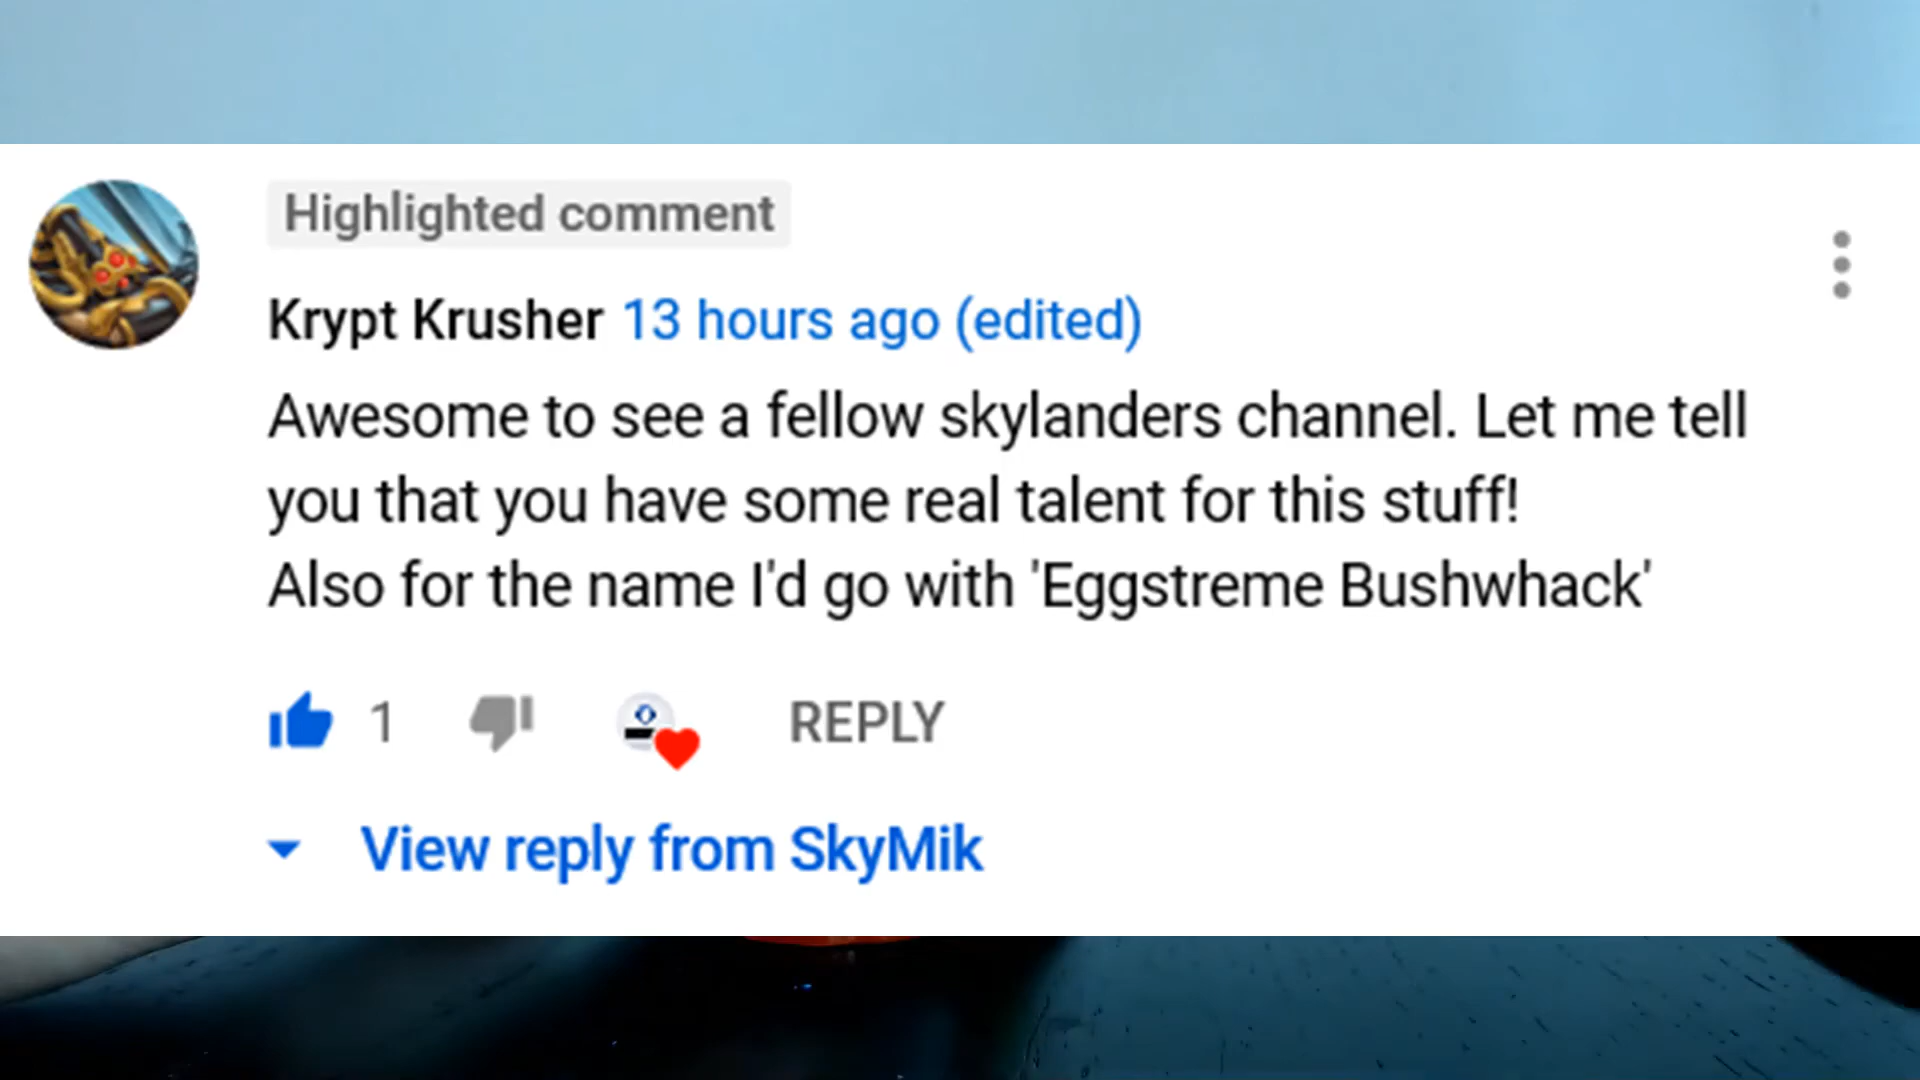 Highlighted comment
Krypt Krusher 13 hours ago (edited)
Awesome to see a fellow skylanders channel. Let me tell
you that you have some real talent for this stuff!
Also for the name I'd go with 'Eggstreme Bushwhack'
1 REPLY
View reply from SkyMik